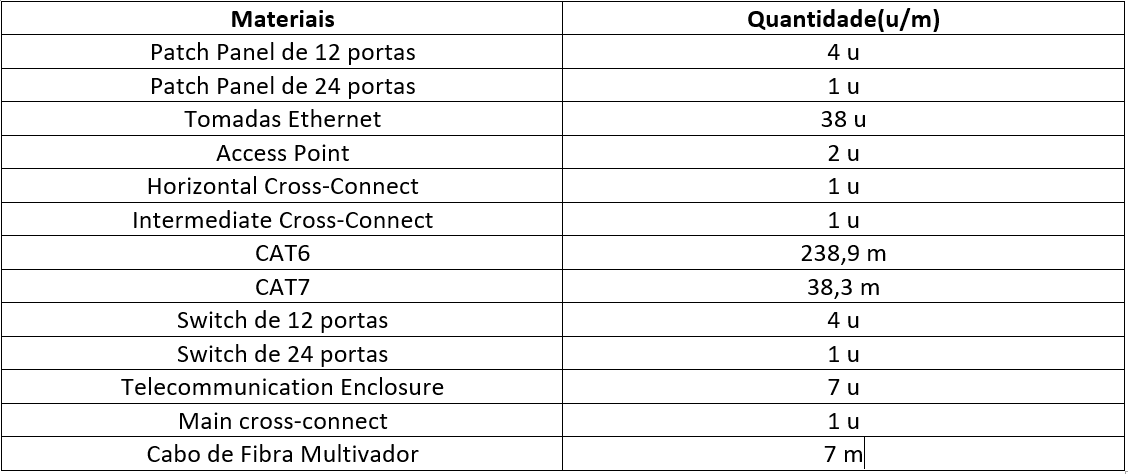 Materiais Quantidade(u/m)
Patch Panel de 12 portas 4 u
Patch Panel de 24 portas 1 u
Tomadas Ethernet 38 u
Access Point 2 u
Horizontal Cross-Connect 1 u
Intermediate Cross-Connect 1 u
CAT6 238,9 m
CAT7 38,3 m
Switch de 12 portas 4 u
Switch de 24 portas 1 u
Telecommunication Enclosure 7 u
Main cross-connect 1 u
Cabo de Fibra Multivador 7 m